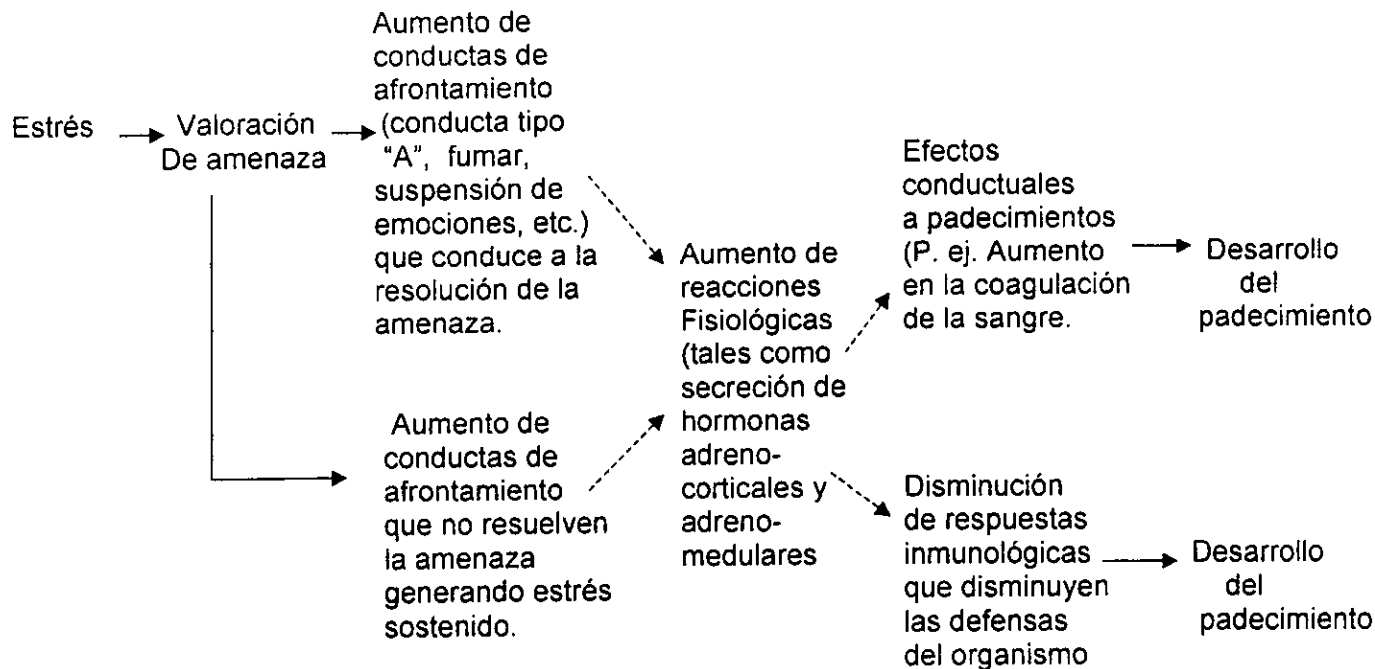 Estrés
Valoración
De amenaza
Aumento de
conductas de
afrontamiento
(conducta tipo
"A", fumar,
suspensión de
emociones, etc.)
que conduce a la
resolución de la
amenaza.
Aumento de
conductas de
afrontamiento
que no resuelven
la amenaza
generando estrés
sostenido.
Aumento de
reacciones
Fisiológicas
(tales como
secreción de
hormonas
adreno-
corticales y
adreno-
medulares
Efectos
conductuales
a padecimientos
(P. ej. Aumento
en la coagulación
de la sangre.
Desarrollo
del
padecimiento
Disminución
de respuestas
inmunológicas
que disminuyen
las defensas
del organismo
Desarrollo
del
padecimiento